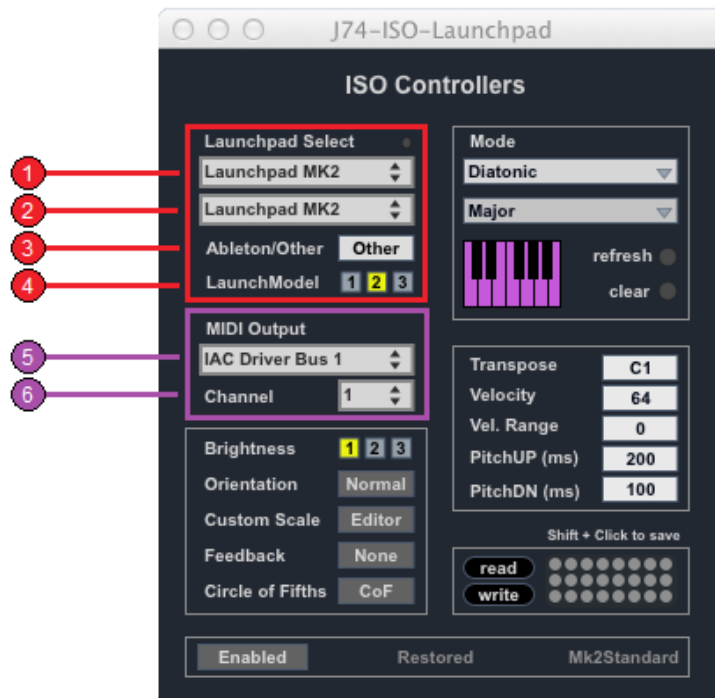 J74-ISO-Launchpad
ISO Controllers
Launchpad Select
1 Launchpad MK2
2 Launchpad MK2
3 Ableton/Other Other
4 LaunchModel 1 2 3
MIDI Output
5 IAC Driver Bus 1
6 Channel 1
Brightness 1 2 3
Orientation Normal
Custom Scale Editor
Feedback None
Circle of Fifths CoF
Mode
Diatonic
Major
refresh
clear
Transpose C1
Velocity 64
Vel. Range 0
PitchUP (ms) 200
PitchDN (ms) 100
Shift + Click to save
read
write
Enabled Restored Mk2Standard